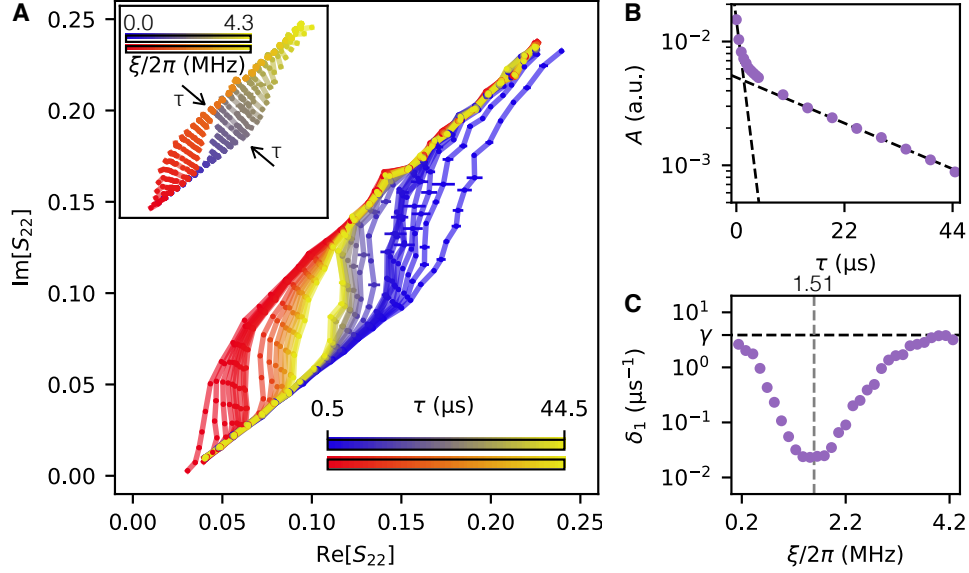 A
0.0 4.3
ξ/2π (MHz)
τ
τ
0.25
0.20
0.15
0.10
0.05
0.00
Im[S₂₂]
0.5 τ (μs) 44.5
0.00 0.05 0.10 0.15 0.20 0.25
Re[S₂₂]
B
10⁻²
10⁻³
A (a.u.)
0 22 44
τ (μs)
C
1.51
10¹
γ
10⁰
10⁻¹
10⁻²
δ₁ (μs⁻¹)
0.2 2.2 4.2
ξ/2π (MHz)